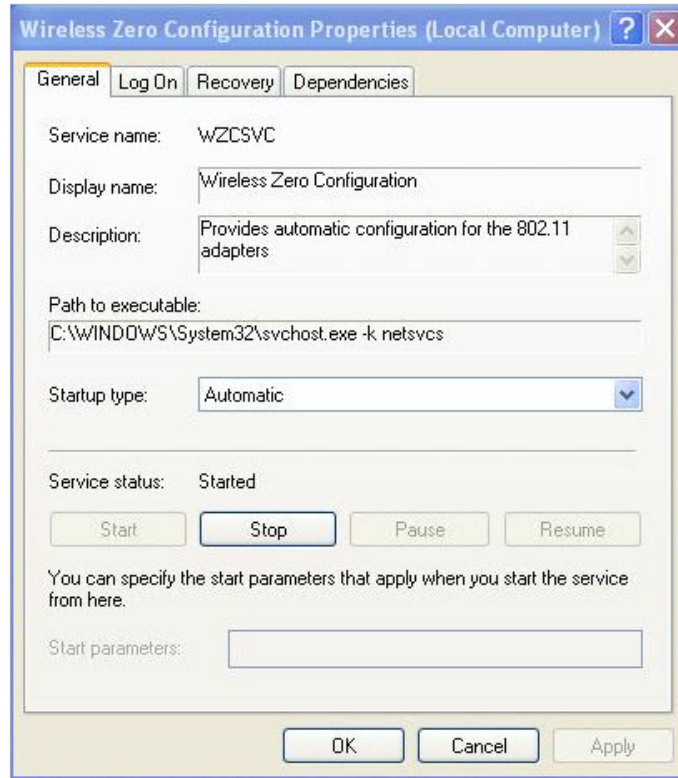 Wireless Zero Configuration Properties (Local Computer) ? X
General Log On Recovery Dependencies
Service name: WZCSVC
Display name: Wireless Zero Configuration
Description: Provides automatic configuration for the 802.11
adapters
Path to executable:
C:\WINDOWS\System32\svchost.exe -k netsvcs
Startup type: Automatic
Service status: Started
Start Stop Pause Resume
You can specify the start parameters that apply when you start the service
from here.
Start parameters:
OK Cancel Apply